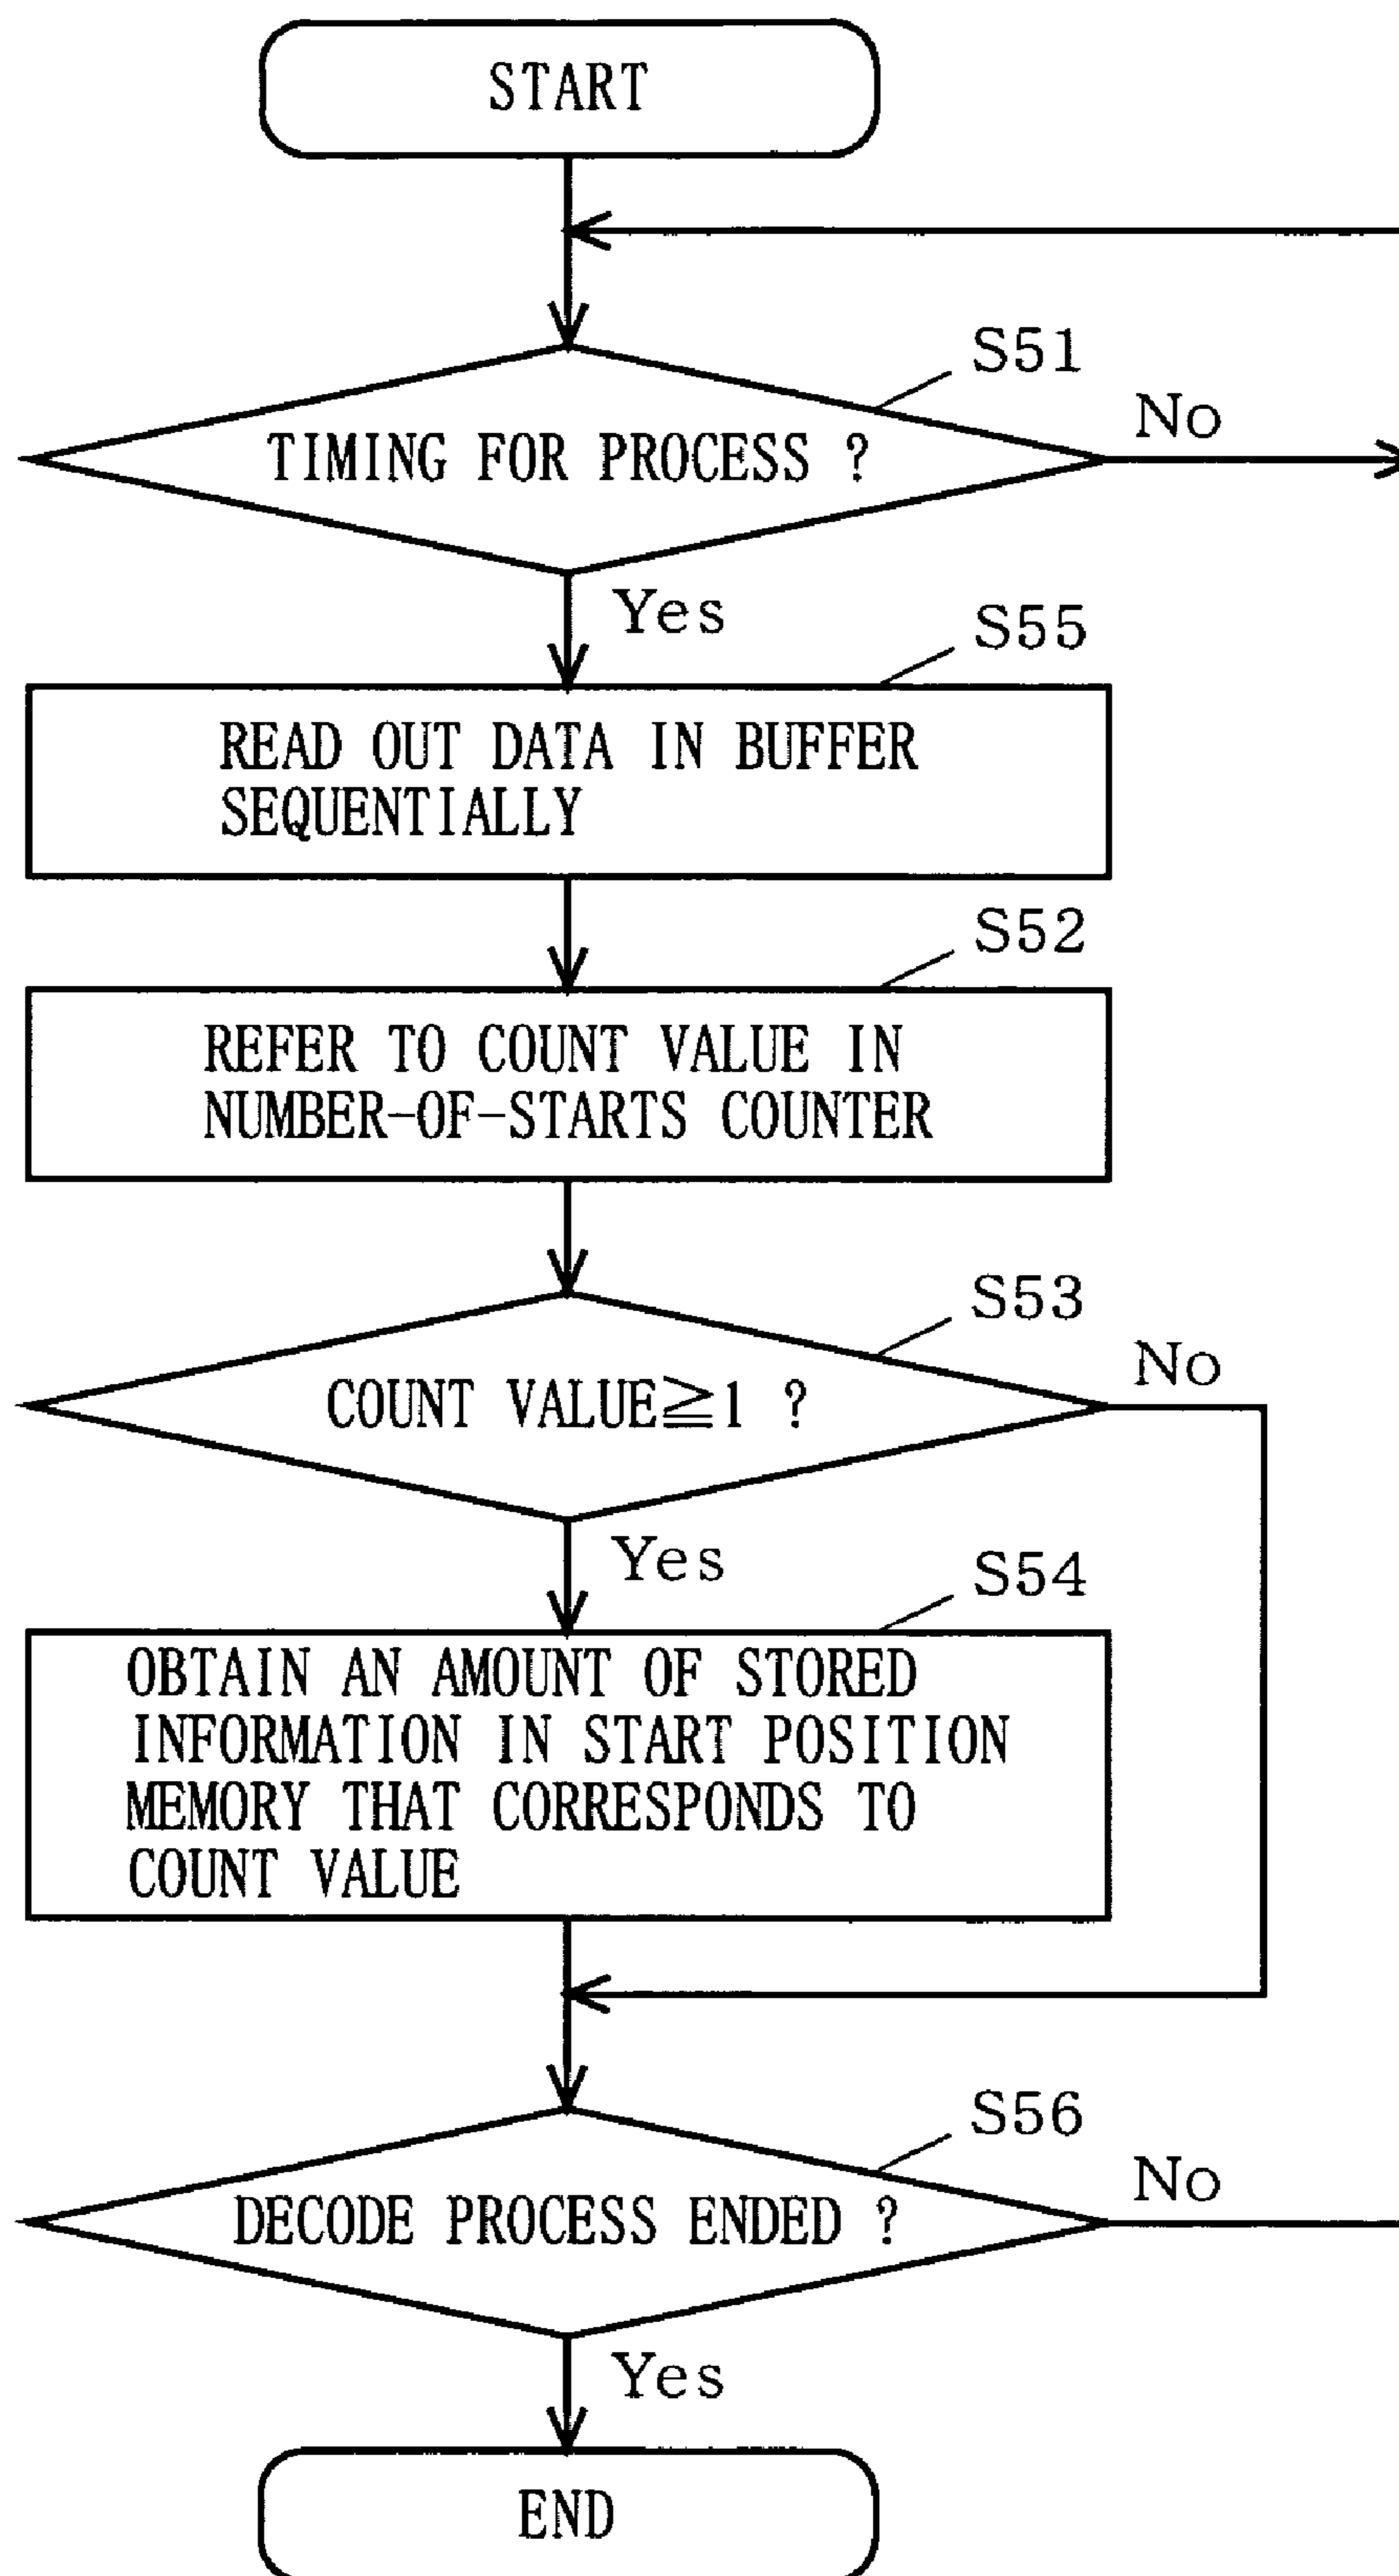 START
S51
TIMING FOR PROCESS ?
No
Yes
S55
READ OUT DATA IN BUFFER
SEQUENTIALLY
S52
REFER TO COUNT VALUE IN
NUMBER-OF-STARTS COUNTER
S53
COUNT VALUE≧1 ?
No
Yes
S54
OBTAIN AN AMOUNT OF STORED
INFORMATION IN START POSITION
MEMORY THAT CORRESPONDS TO
COUNT VALUE
S56
DECODE PROCESS ENDED ?
No
Yes
END